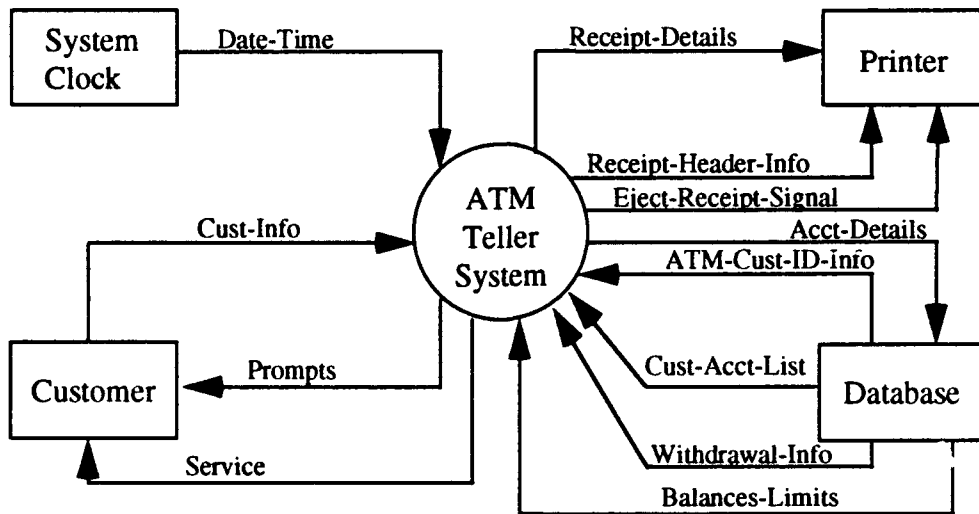 System
Clock
Date-Time
Receipt-Details
Printer
Receipt-Header-Info
Eject-Receipt-Signal
ATM
Teller
System
Cust-Info
Acct-Details
ATM-Cust-ID-Info
Customer
Prompts
Cust-Acct-List
Database
Service
Withdrawal-Info
Balances-Limits